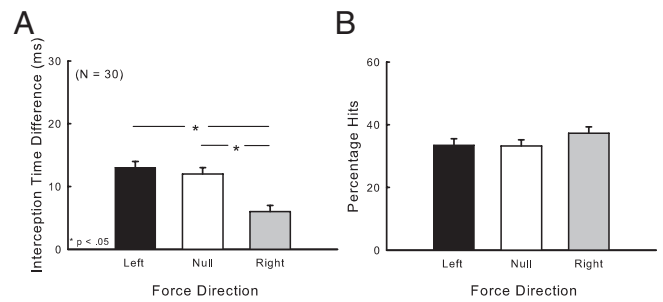 A
Interception Time Difference (ms)
30
20
10
0
(N = 30)
*
*
* p < .05
Left Null Right
Force Direction
B
Percentage Hits
60
40
20
0
Left Null Right
Force Direction